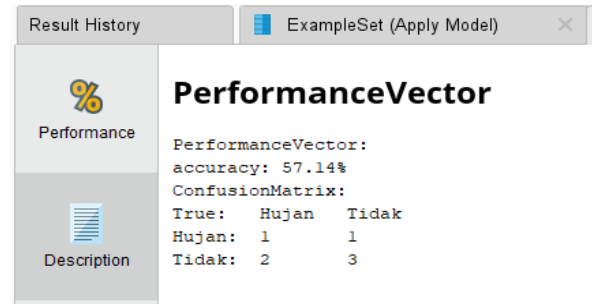 Result History
ExampleSet (Apply Model)
%
Performance
Description
PerformanceVector
PerformanceVector:
accuracy: 57.14%
ConfusionMatrix:
True: Hujan Tidak
Hujan: 1 1
Tidak: 2 3